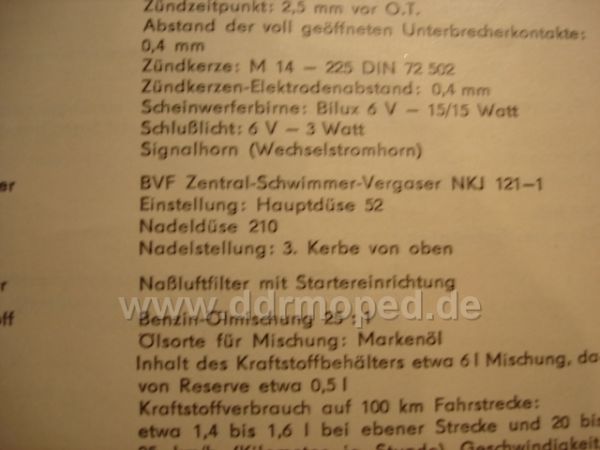 Zündzeitpunkt: 2,5 mm vor O.T.
Abstand der voll geöffneten Unterbrecherkontakte:
0,4 mm
Zündkerze: M 14 – 225 DIN 72 502
Zündkerzen-Elektrodenabstand: 0,4 mm
Scheinwerferbirne: Bilux 6 V – 15/15 Watt
Schlußlicht: 6 V – 3 Watt
Signalhorn (Wechselstromhorn)
er BVF Zentral-Schwimmer-Vergaser NKJ 121–1
Einstellung: Hauptdüse 52
Nadeldüse 210
Nadelstellung: 3. Kerbe von oben
r Naßluftfilter mit Startereinrichtung
www.ddrmoped.de
off Benzin-Ölmischung 25 : 1
Ölsorte für Mischung: Markenöl
Inhalt des Kraftstoffbehälters etwa 6 l Mischung, da
von Reserve etwa 0,5 l
Kraftstoffverbrauch auf 100 km Fahrstrecke:
etwa 1,4 bis 1,6 l bei ebener Strecke und 20 bis
(Kilometer je Stunde) Geschwindigkeit